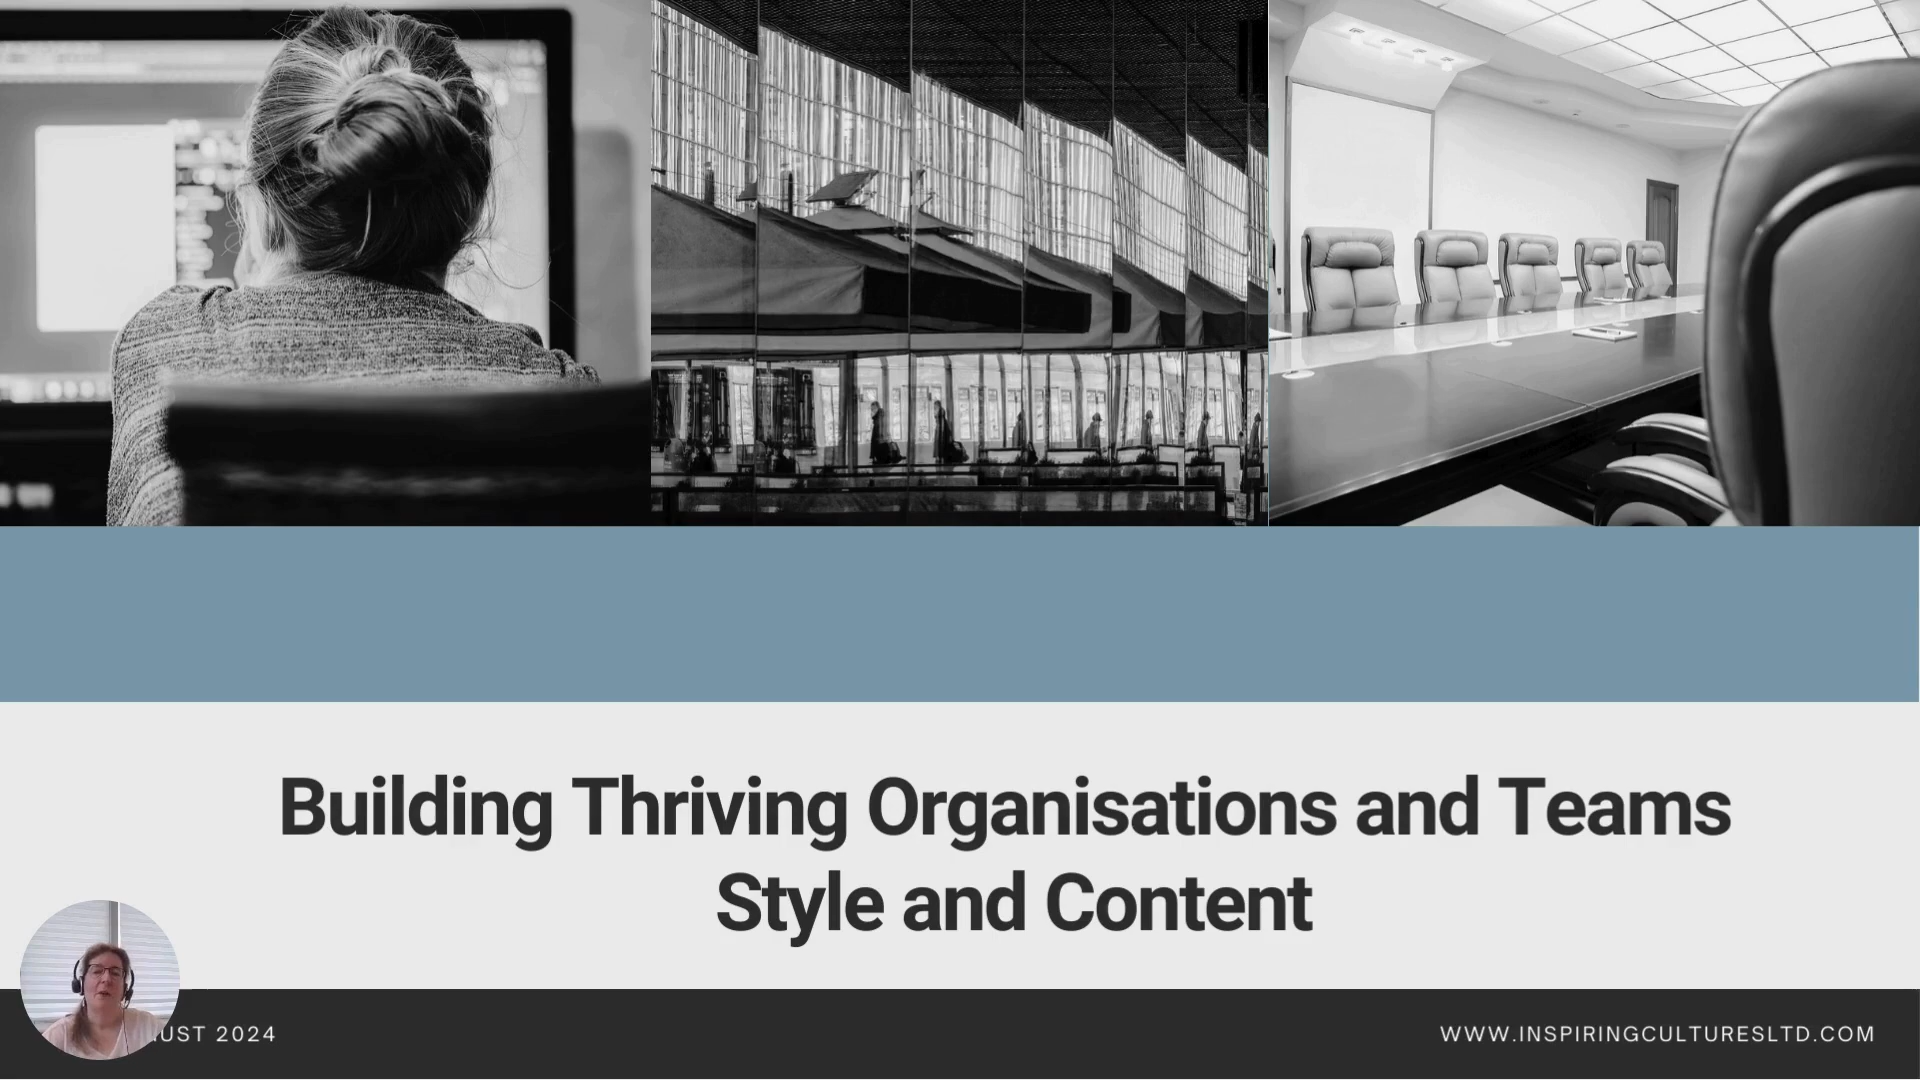 Building Thriving Organisations and Teams
Style and Content
UST 2024
WWW.INSPIRINGCULTURESLTD.COM